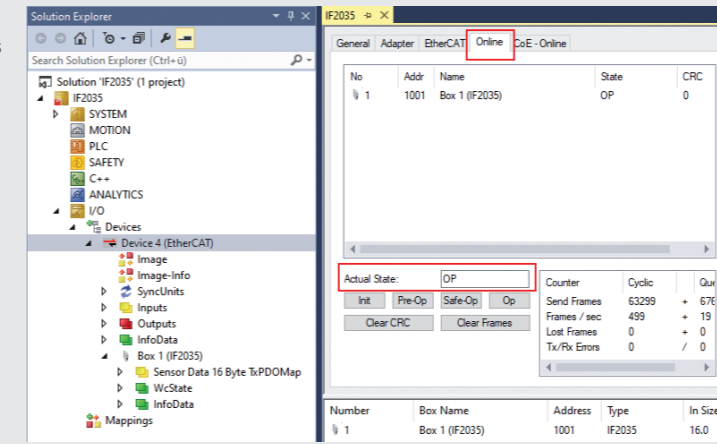 s
Solution Explorer
Search Solution Explorer (Ctrl+ü)
Solution 'IF2035' (1 project)
IF2035
SYSTEM
MOTION
PLC
SAFETY
C++
ANALYTICS
I/O
Devices
Device 4 (EtherCAT)
Image
Image-Info
SyncUnits
Inputs
Outputs
InfoData
Box 1 (IF2035)
Sensor Data 16 Byte TxPDOMap
WcState
InfoData
Mappings
IF2035
General Adapter EtherCAT Online CoE - Online
No Addr Name State CRC
1 1001 Box 1 (IF2035) OP 0
Actual State: OP
Init Pre-Op Safe-Op Op
Clear CRC Clear Frames
Counter Cyclic Que
Send Frames 63299 + 676
Frames / sec 499 + 19
Lost Frames 0 + 0
Tx/Rx Errors 0 / 0
Number Box Name Address Type In Size
1 Box 1 (IF2035) 1001 IF2035 16.0